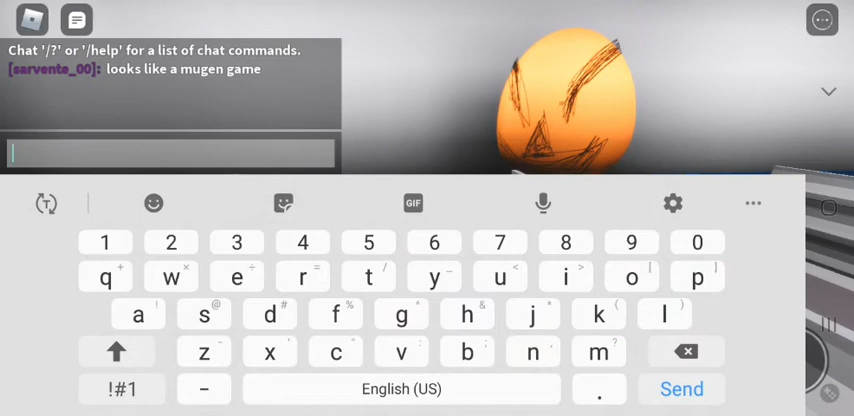 Chat '/?' or '/help' for a list of chat commands.
[sarvente_00]: looks like a mugen game
T
GIF
1 2 3 4 5 6 7 8 9 0
q + w × e ÷ r = t / y _ u < i > o [ p ]
a ! s @ d # f % g ^ h & j * k ( l )
z - x ' c " v : b ; n , m ?
!#1 - English (US) . Send